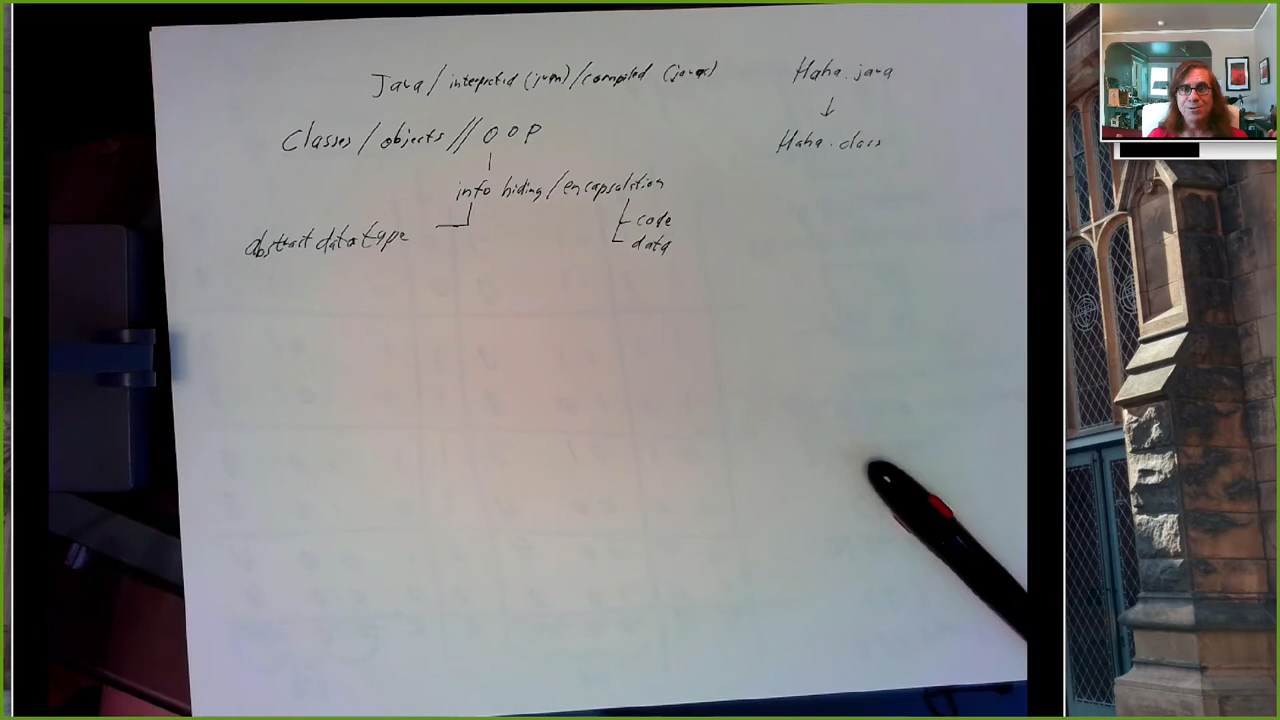 Java / interpreted (jvm) / compiled (javac)
Haha.java
↓
Haha.class
Classes / objects // OOP
info hiding / encapsulation
code
data
abstract data type